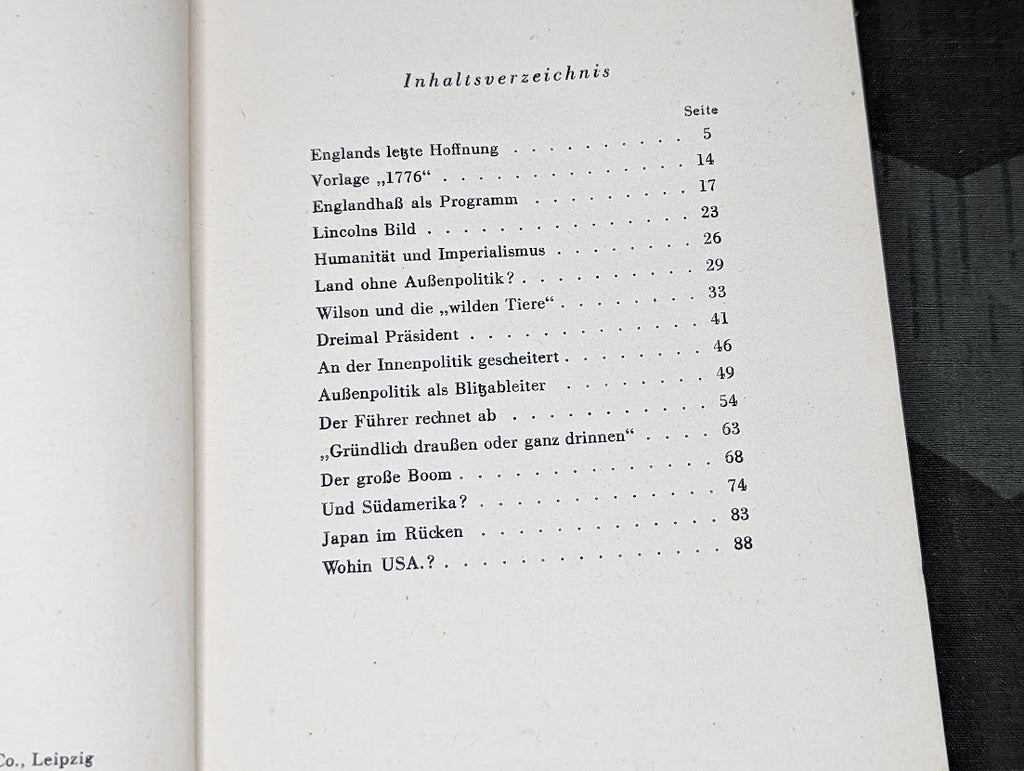 Co., Leipzig
Inhaltsverzeichnis
Seite
Englands letzte Hoffnung . . . . . . . . . . 5
Vorlage „1776“ . . . . . . . . . . . . . 14
Englandhaß als Programm . . . . . . . . . 17
Lincolns Bild . . . . . . . . . . . . . . 23
Humanität und Imperialismus . . . . . . . . 26
Land ohne Außenpolitik? . . . . . . . . . . 29
Wilson und die „wilden Tiere“ . . . . . . . . 33
Dreimal Präsident . . . . . . . . . . . . 41
An der Innenpolitik gescheitert . . . . . . . . 46
Außenpolitik als Blitzableiter . . . . . . . . 49
Der Führer rechnet ab . . . . . . . . . . . 54
„Gründlich draußen oder ganz drinnen“ . . . . 63
Der große Boom . . . . . . . . . . . . . 68
Und Südamerika? . . . . . . . . . . . . . 74
Japan im Rücken . . . . . . . . . . . . 83
Wohin USA.? . . . . . . . . . . . . . . 88